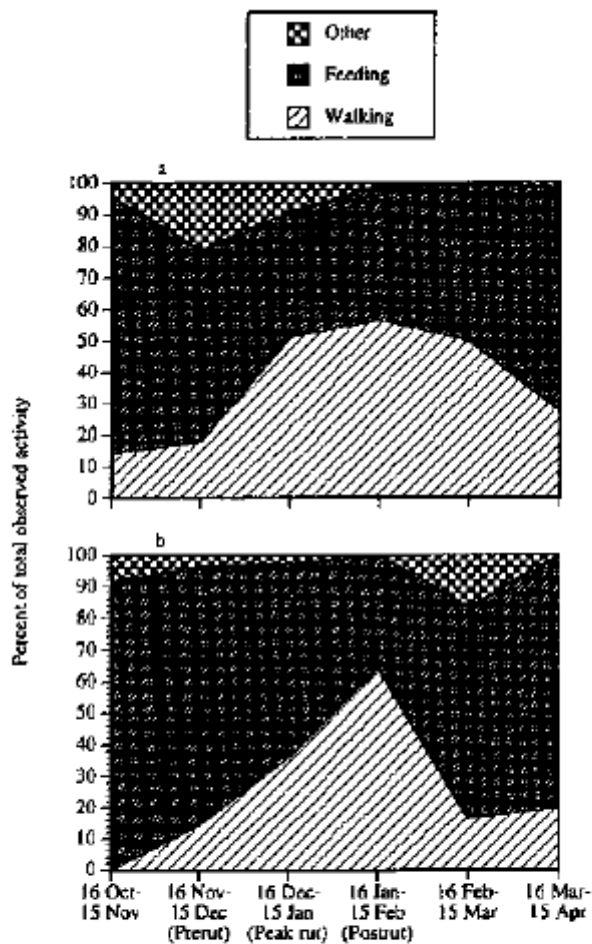 Other
Feeding
Walking
a
100
90
80
70
60
50
40
30
20
10
0
Percent of total observed activity
b
100
90
80
70
60
50
40
30
20
10
0
16 Oct- 16 Nov- 16 Dec- 16 Jan- 16 Feb- 16 Mar-
15 Nov 15 Dec 15 Jan 15 Feb 15 Mar 15 Apr
(Prerut) (Peak rut) (Postrut)